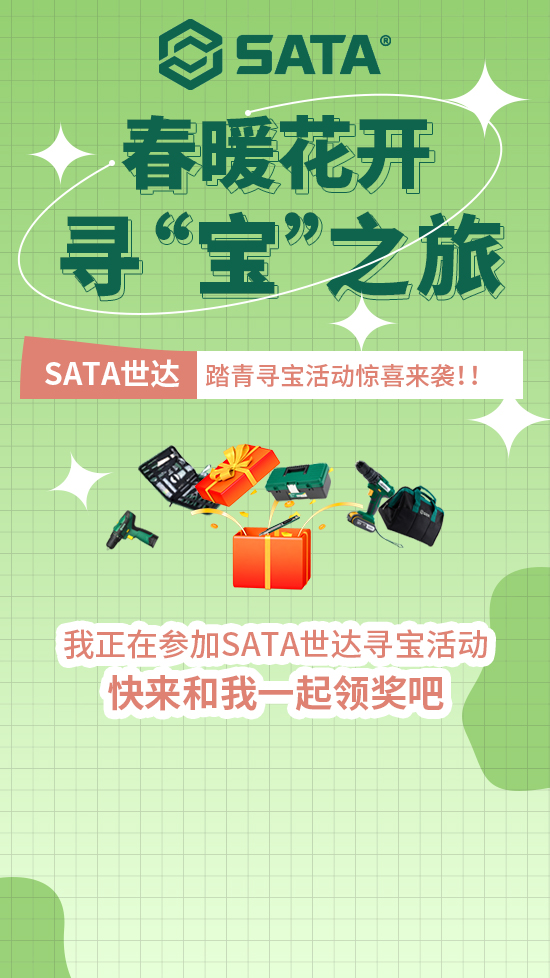 SATA®
春暖花开
寻“宝”之旅
SATA世达 踏青寻宝活动惊喜来袭！！
我正在参加SATA世达寻宝活动
快来和我一起领奖吧